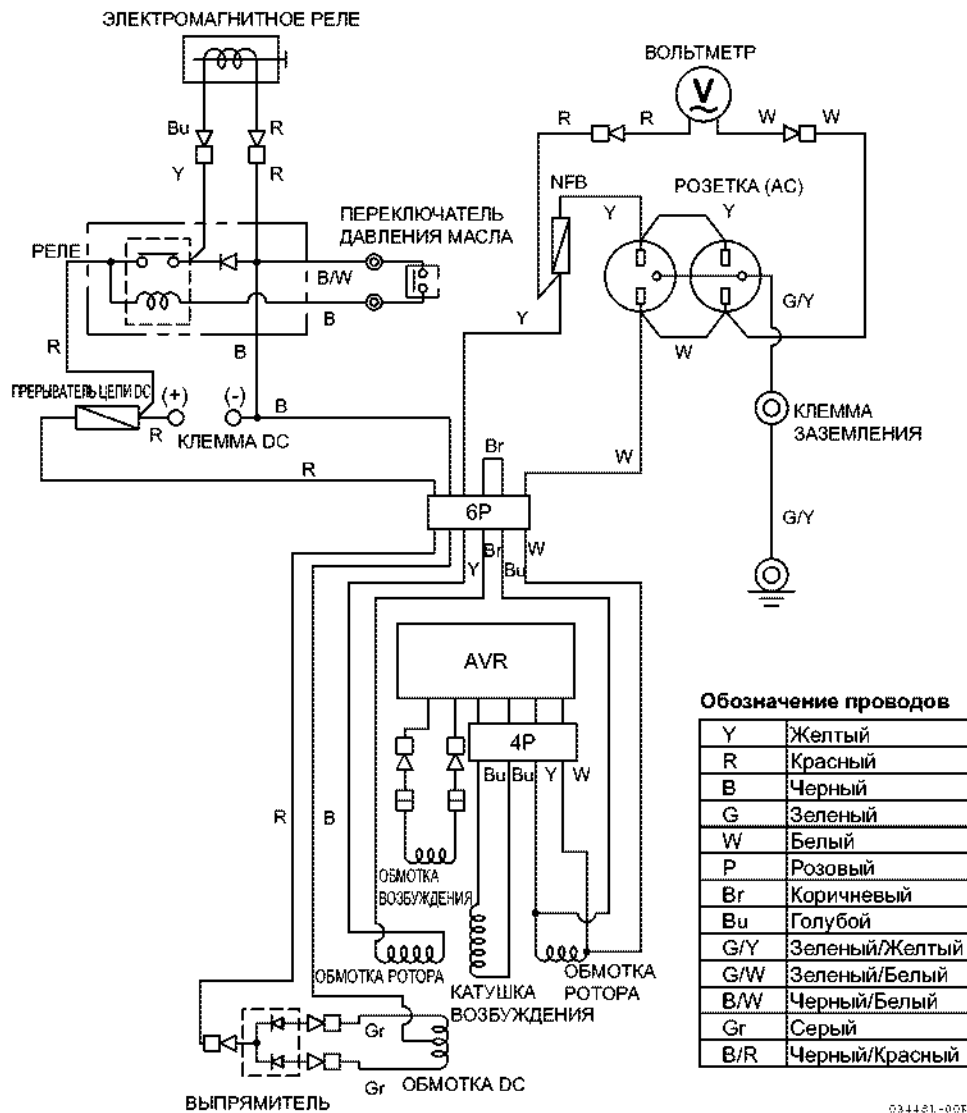 ЭЛЕКТРОМАГНИТНОЕ РЕЛЕ
ВОЛЬТМЕТР
V
Bu
R
R
R
W
W
Y
R
NFB
РОЗЕТКА (AC)
ПЕРЕКЛЮЧАТЕЛЬ
ДАВЛЕНИЯ МАСЛА
Y
Y
РЕЛЕ
B/W
B
G/Y
Y
W
R
B
ПРЕРЫВАТЕЛЬ ЦЕПИ DC
(+)
(-)
B
R
КЛЕММА DC
КЛЕММА
ЗАЗЕМЛЕНИЯ
Br
W
R
6P
G/Y
Br
W
Y
Bu
AVR
4P
Bu
Bu
Y
W
R
B
ОБМОТКА
ВОЗБУЖДЕНИЯ
ОБМОТКА РОТОРА
КАТУШКА
ВОЗБУЖДЕНИЯ
ОБМОТКА
РОТОРА
Gr
Gr
ОБМОТКА DC
ВЫПРЯМИТЕЛЬ
Обозначение проводов
Y Желтый
R Красный
B Черный
G Зеленый
W Белый
P Розовый
Br Коричневый
Bu Голубой
G/Y Зеленый/Желтый
G/W Зеленый/Белый
B/W Черный/Белый
Gr Серый
B/R Черный/Красный